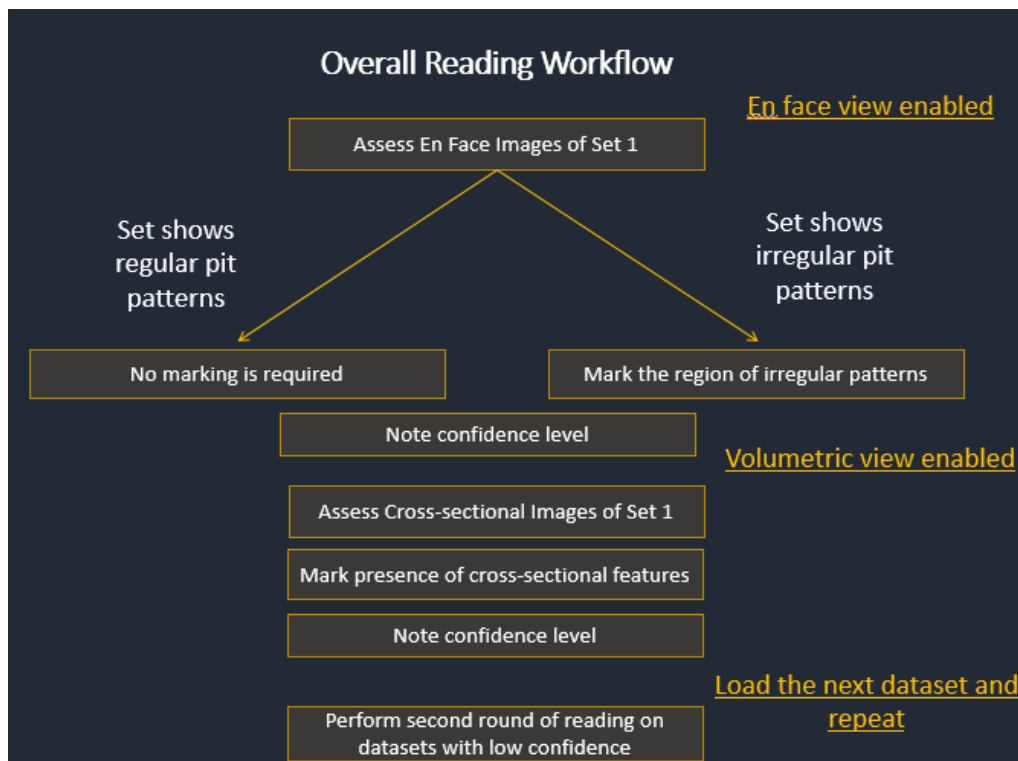 Overall Reading Workflow
En face view enabled
Assess En Face Images of Set 1
Set shows
regular pit
patterns
Set shows
irregular pit
patterns
No marking is required
Mark the region of irregular patterns
Note confidence level
Volumetric view enabled
Assess Cross-sectional Images of Set 1
Mark presence of cross-sectional features
Note confidence level
Load the next dataset and
repeat
Perform second round of reading on
datasets with low confidence